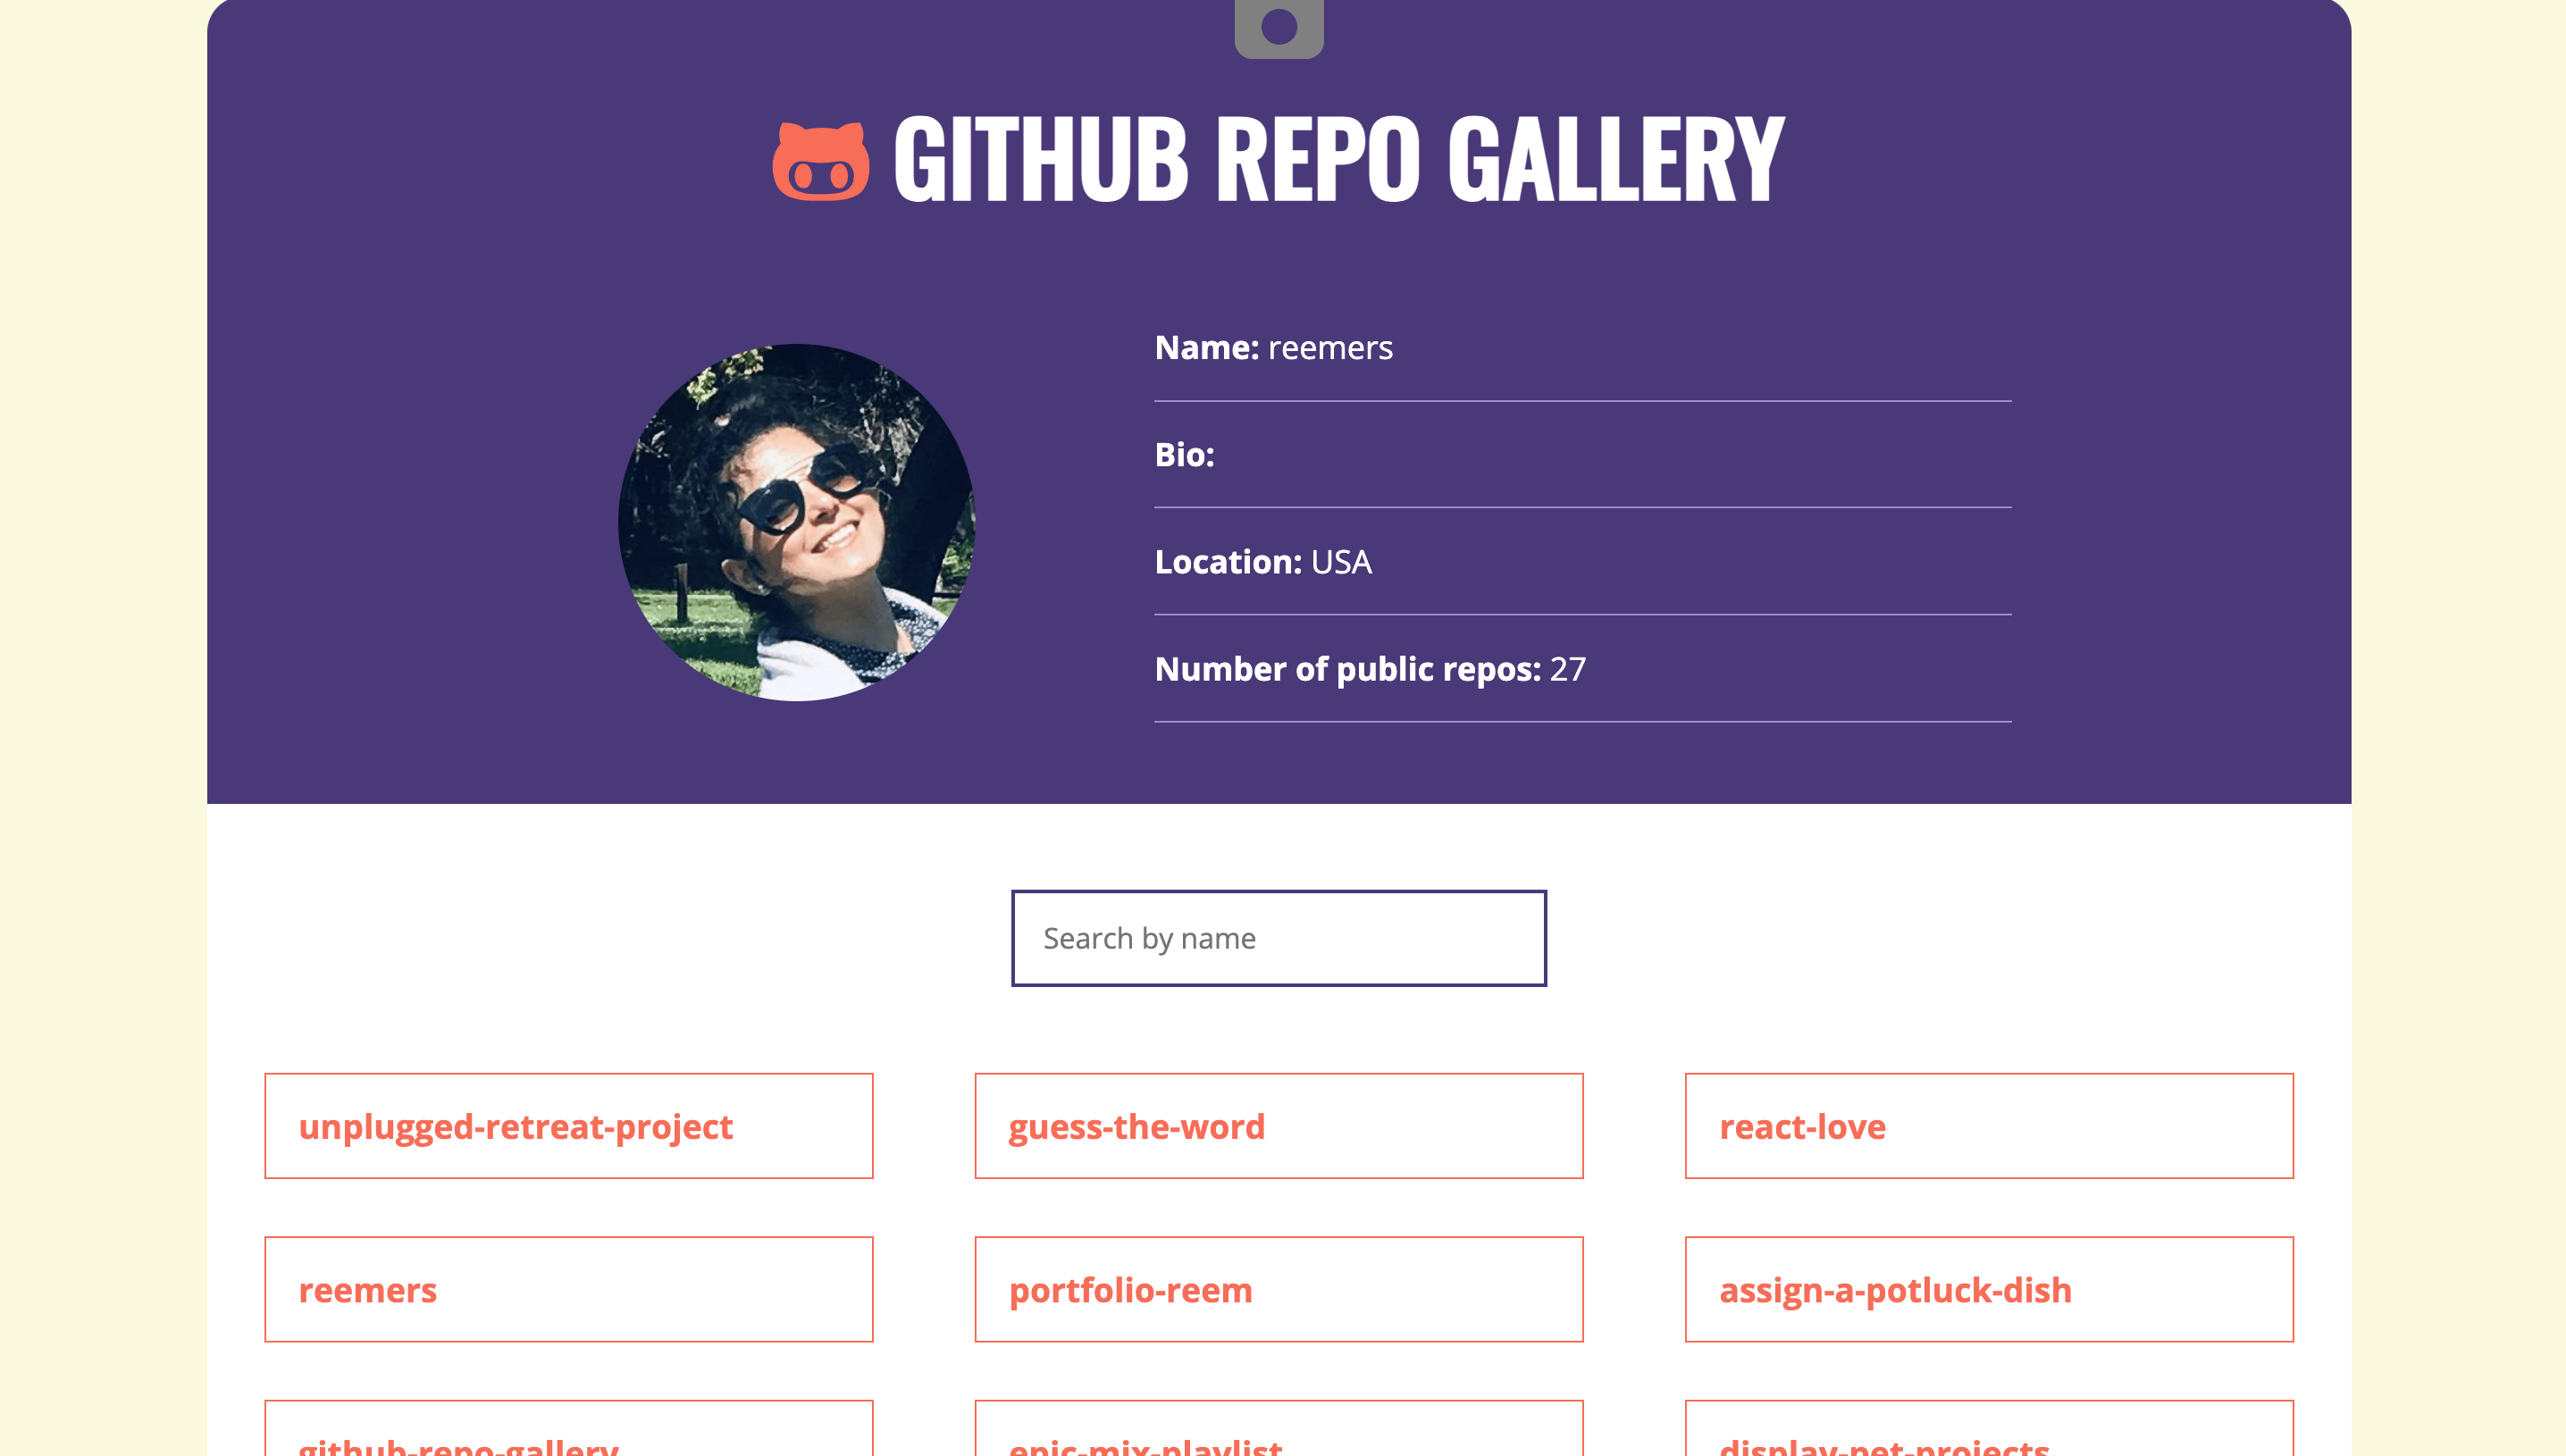 GITHUB REPO GALLERY
Name: reemers
Bio:
Location: USA
Number of public repos: 27
Search by name
unplugged-retreat-project
guess-the-word
react-love
reemers
portfolio-reem
assign-a-potluck-dish
github-repo-gallery
epic-mix-playlist
display-pet-projects